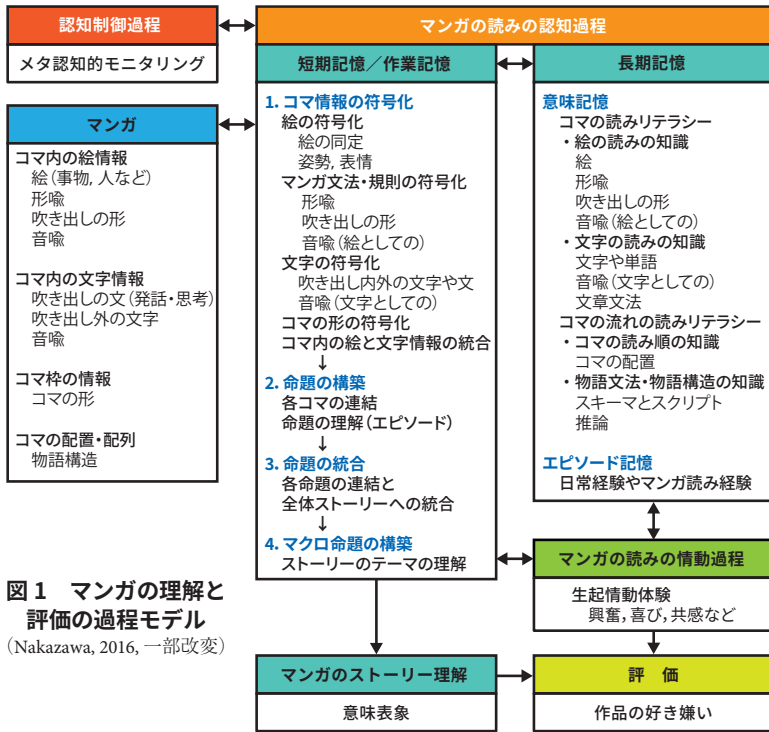 認知制御過程
メタ認知的モニタリング
マンガ
コマ内の絵情報
絵（事物, 人など）
形喩
吹き出しの形
音喩
コマ内の文字情報
吹き出しの文（発話・思考）
吹き出し外の文字
音喩
コマ枠の情報
コマの形
コマの配置・配列
物語構造
マンガの読みの認知過程
短期記憶／作業記憶
1. コマ情報の符号化
絵の符号化
絵の同定
姿勢, 表情
マンガ文法・規則の符号化
形喩
吹き出しの形
音喩（絵としての）
文字の符号化
吹き出し内外の文字や文
音喩（文字としての）
コマの形の符号化
コマ内の絵と文字情報の統合
↓
2. 命題の構築
各コマの連結
命題の理解（エピソード）
↓
3. 命題の統合
各命題の連結と
全体ストーリーへの統合
↓
4. マクロ命題の構築
ストーリーのテーマの理解
長期記憶
意味記憶
コマの読みリテラシー
・絵の読みの知識
絵
形喩
吹き出しの形
音喩（絵としての）
・文字の読みの知識
文字や単語
音喩（文字としての）
文章文法
コマの流れの読みリテラシー
・コマの読み順の知識
コマの配置
・物語文法・物語構造の知識
スキーマとスクリプト
推論
エピソード記憶
日常経験やマンガ読み経験
マンガの読みの情動過程
生起情動体験
興奮, 喜び, 共感など
マンガのストーリー理解
意味表象
評　価
作品の好き嫌い
図 1　マンガの理解と
評価の過程モデル
（Nakazawa, 2016, 一部改変）